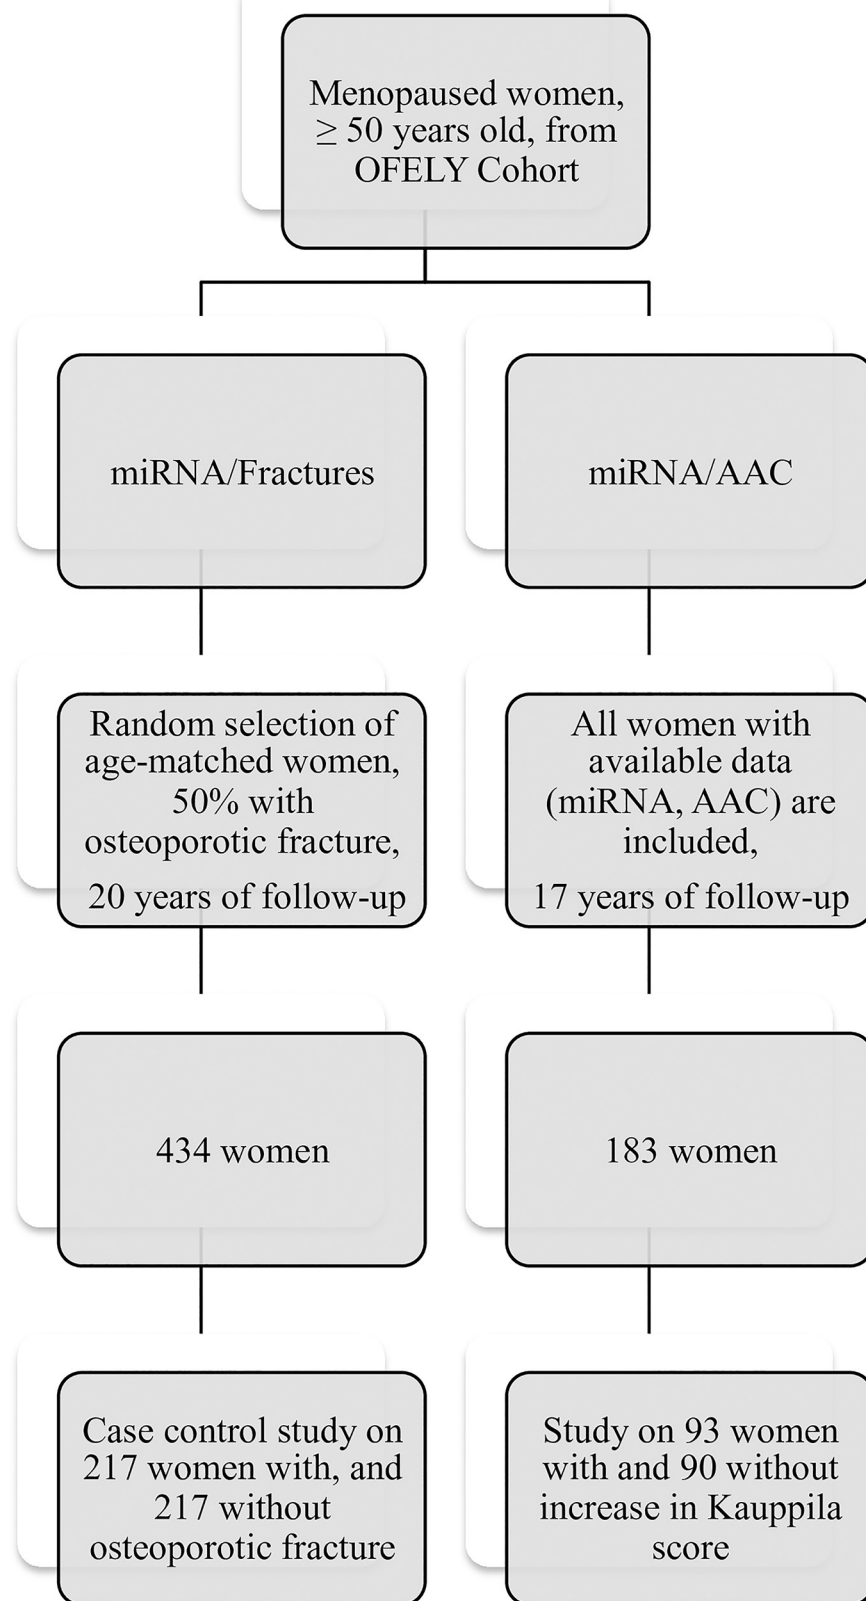 Menopaused women,
≥ 50 years old, from
OFELY Cohort
miRNA/Fractures
miRNA/AAC
Random selection of
age-matched women,
50% with
osteoporotic fracture,
20 years of follow-up
All women with
available data
(miRNA, AAC) are
included,
17 years of follow-up
434 women
183 women
Case control study on
217 women with, and
217 without
osteoporotic fracture
Study on 93 women
with and 90 without
increase in Kauppila
score